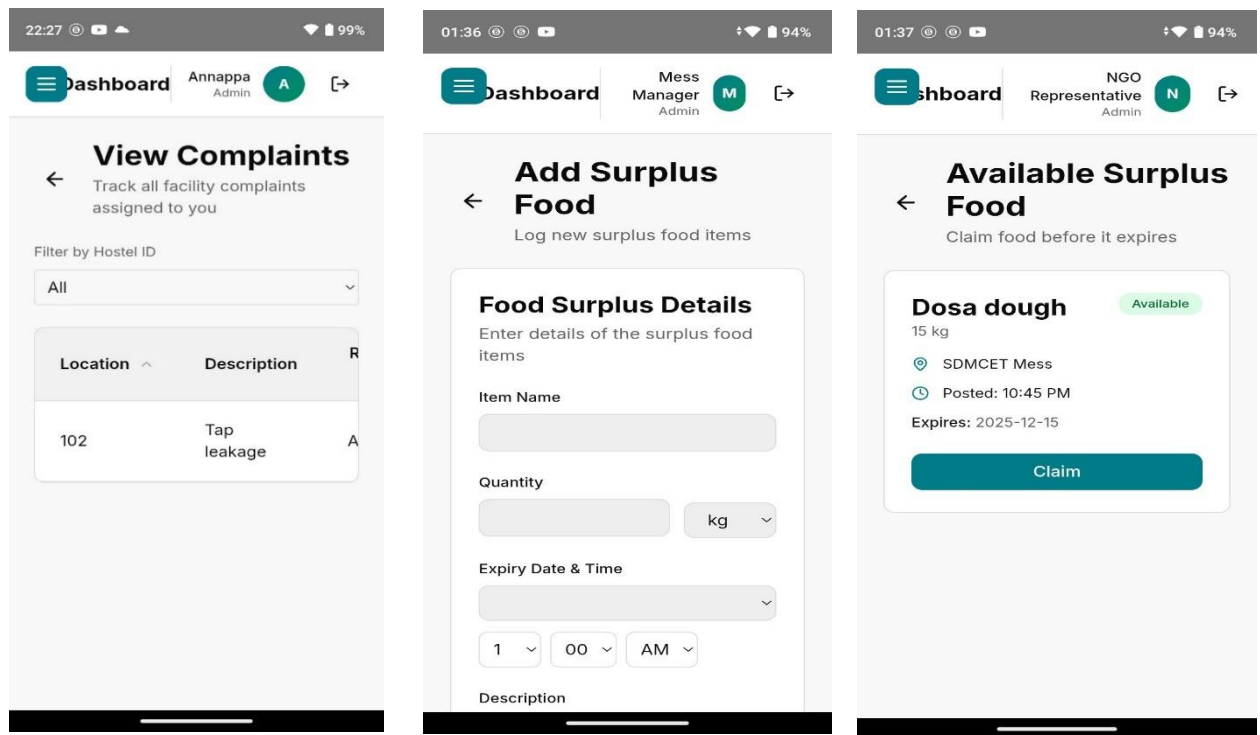 22:27 99%
Dashboard
Annappa
Admin
A
View Complaints
Track all facility complaints
assigned to you
Filter by Hostel ID
All
Location Description R
102 Tap
leakage A
01:36 94%
Dashboard
Mess
Manager
Admin
M
Add Surplus
Food
Log new surplus food items
Food Surplus Details
Enter details of the surplus food
items
Item Name
Quantity
kg
Expiry Date & Time
1 00 AM
Description
01:37 94%
shboard
NGO
Representative
Admin
N
Available Surplus
Food
Claim food before it expires
Dosa dough Available
15 kg
SDMCET Mess
Posted: 10:45 PM
Expires: 2025-12-15
Claim